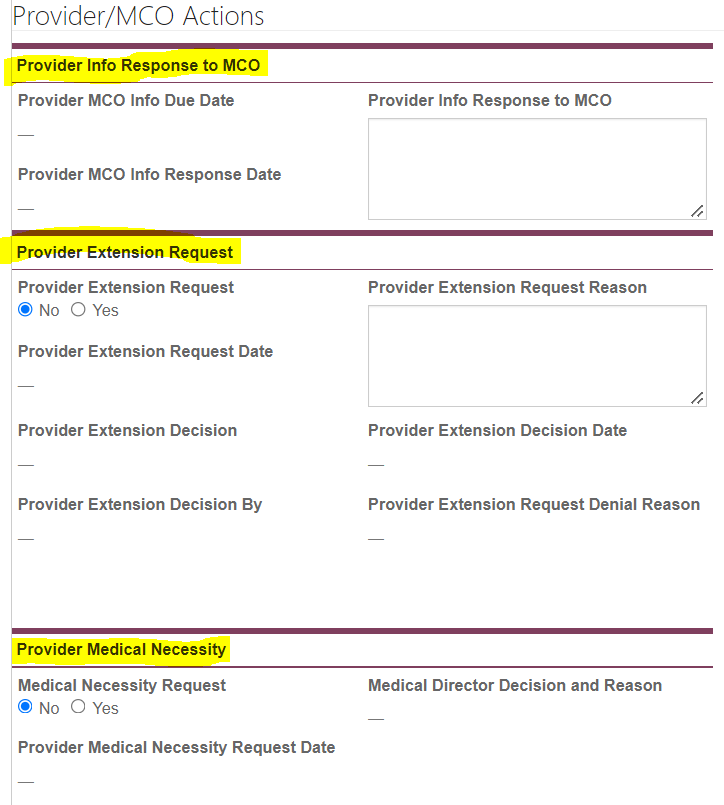 Provider/MCO Actions
Provider Info Response to MCO
Provider MCO Info Due Date
Provider Info Response to MCO
—
Provider MCO Info Response Date
—
Provider Extension Request
Provider Extension Request
Provider Extension Request Reason
No Yes
Provider Extension Request Date
—
Provider Extension Decision
Provider Extension Decision Date
—
—
Provider Extension Decision By
Provider Extension Request Denial Reason
—
—
Provider Medical Necessity
Medical Necessity Request
Medical Director Decision and Reason
No Yes
—
Provider Medical Necessity Request Date
—